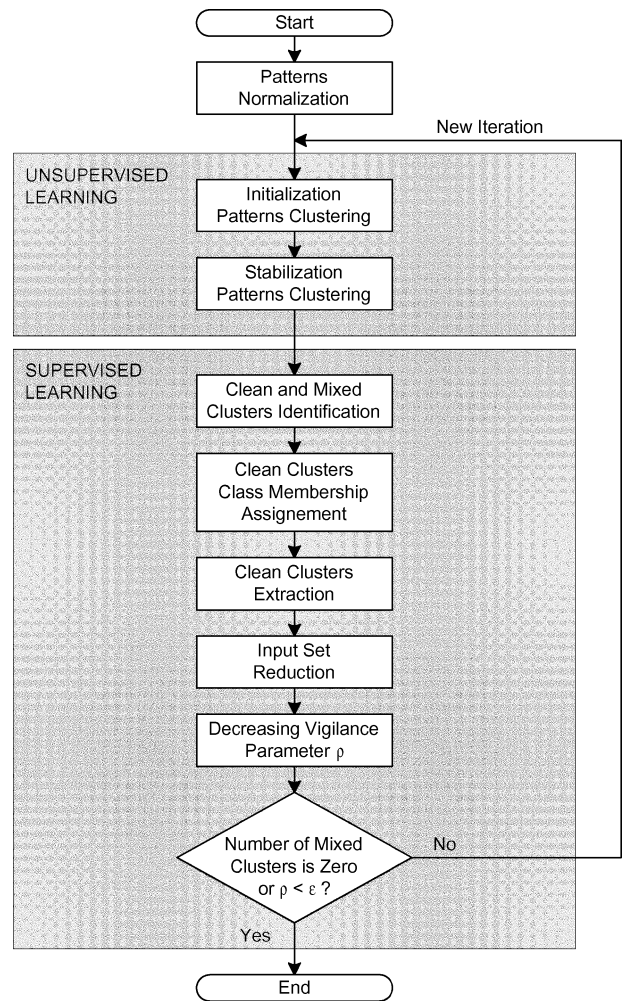 Start
Patterns
Normalization
New Iteration
UNSUPERVISED
LEARNING
Initialization
Patterns Clustering
Stabilization
Patterns Clustering
SUPERVISED
LEARNING
Clean and Mixed
Clusters Identification
Clean Clusters
Class Membership
Assignement
Clean Clusters
Extraction
Input Set
Reduction
Decreasing Vigilance
Parameter ρ
Number of Mixed
Clusters is Zero
or ρ < ε ?
No
Yes
End